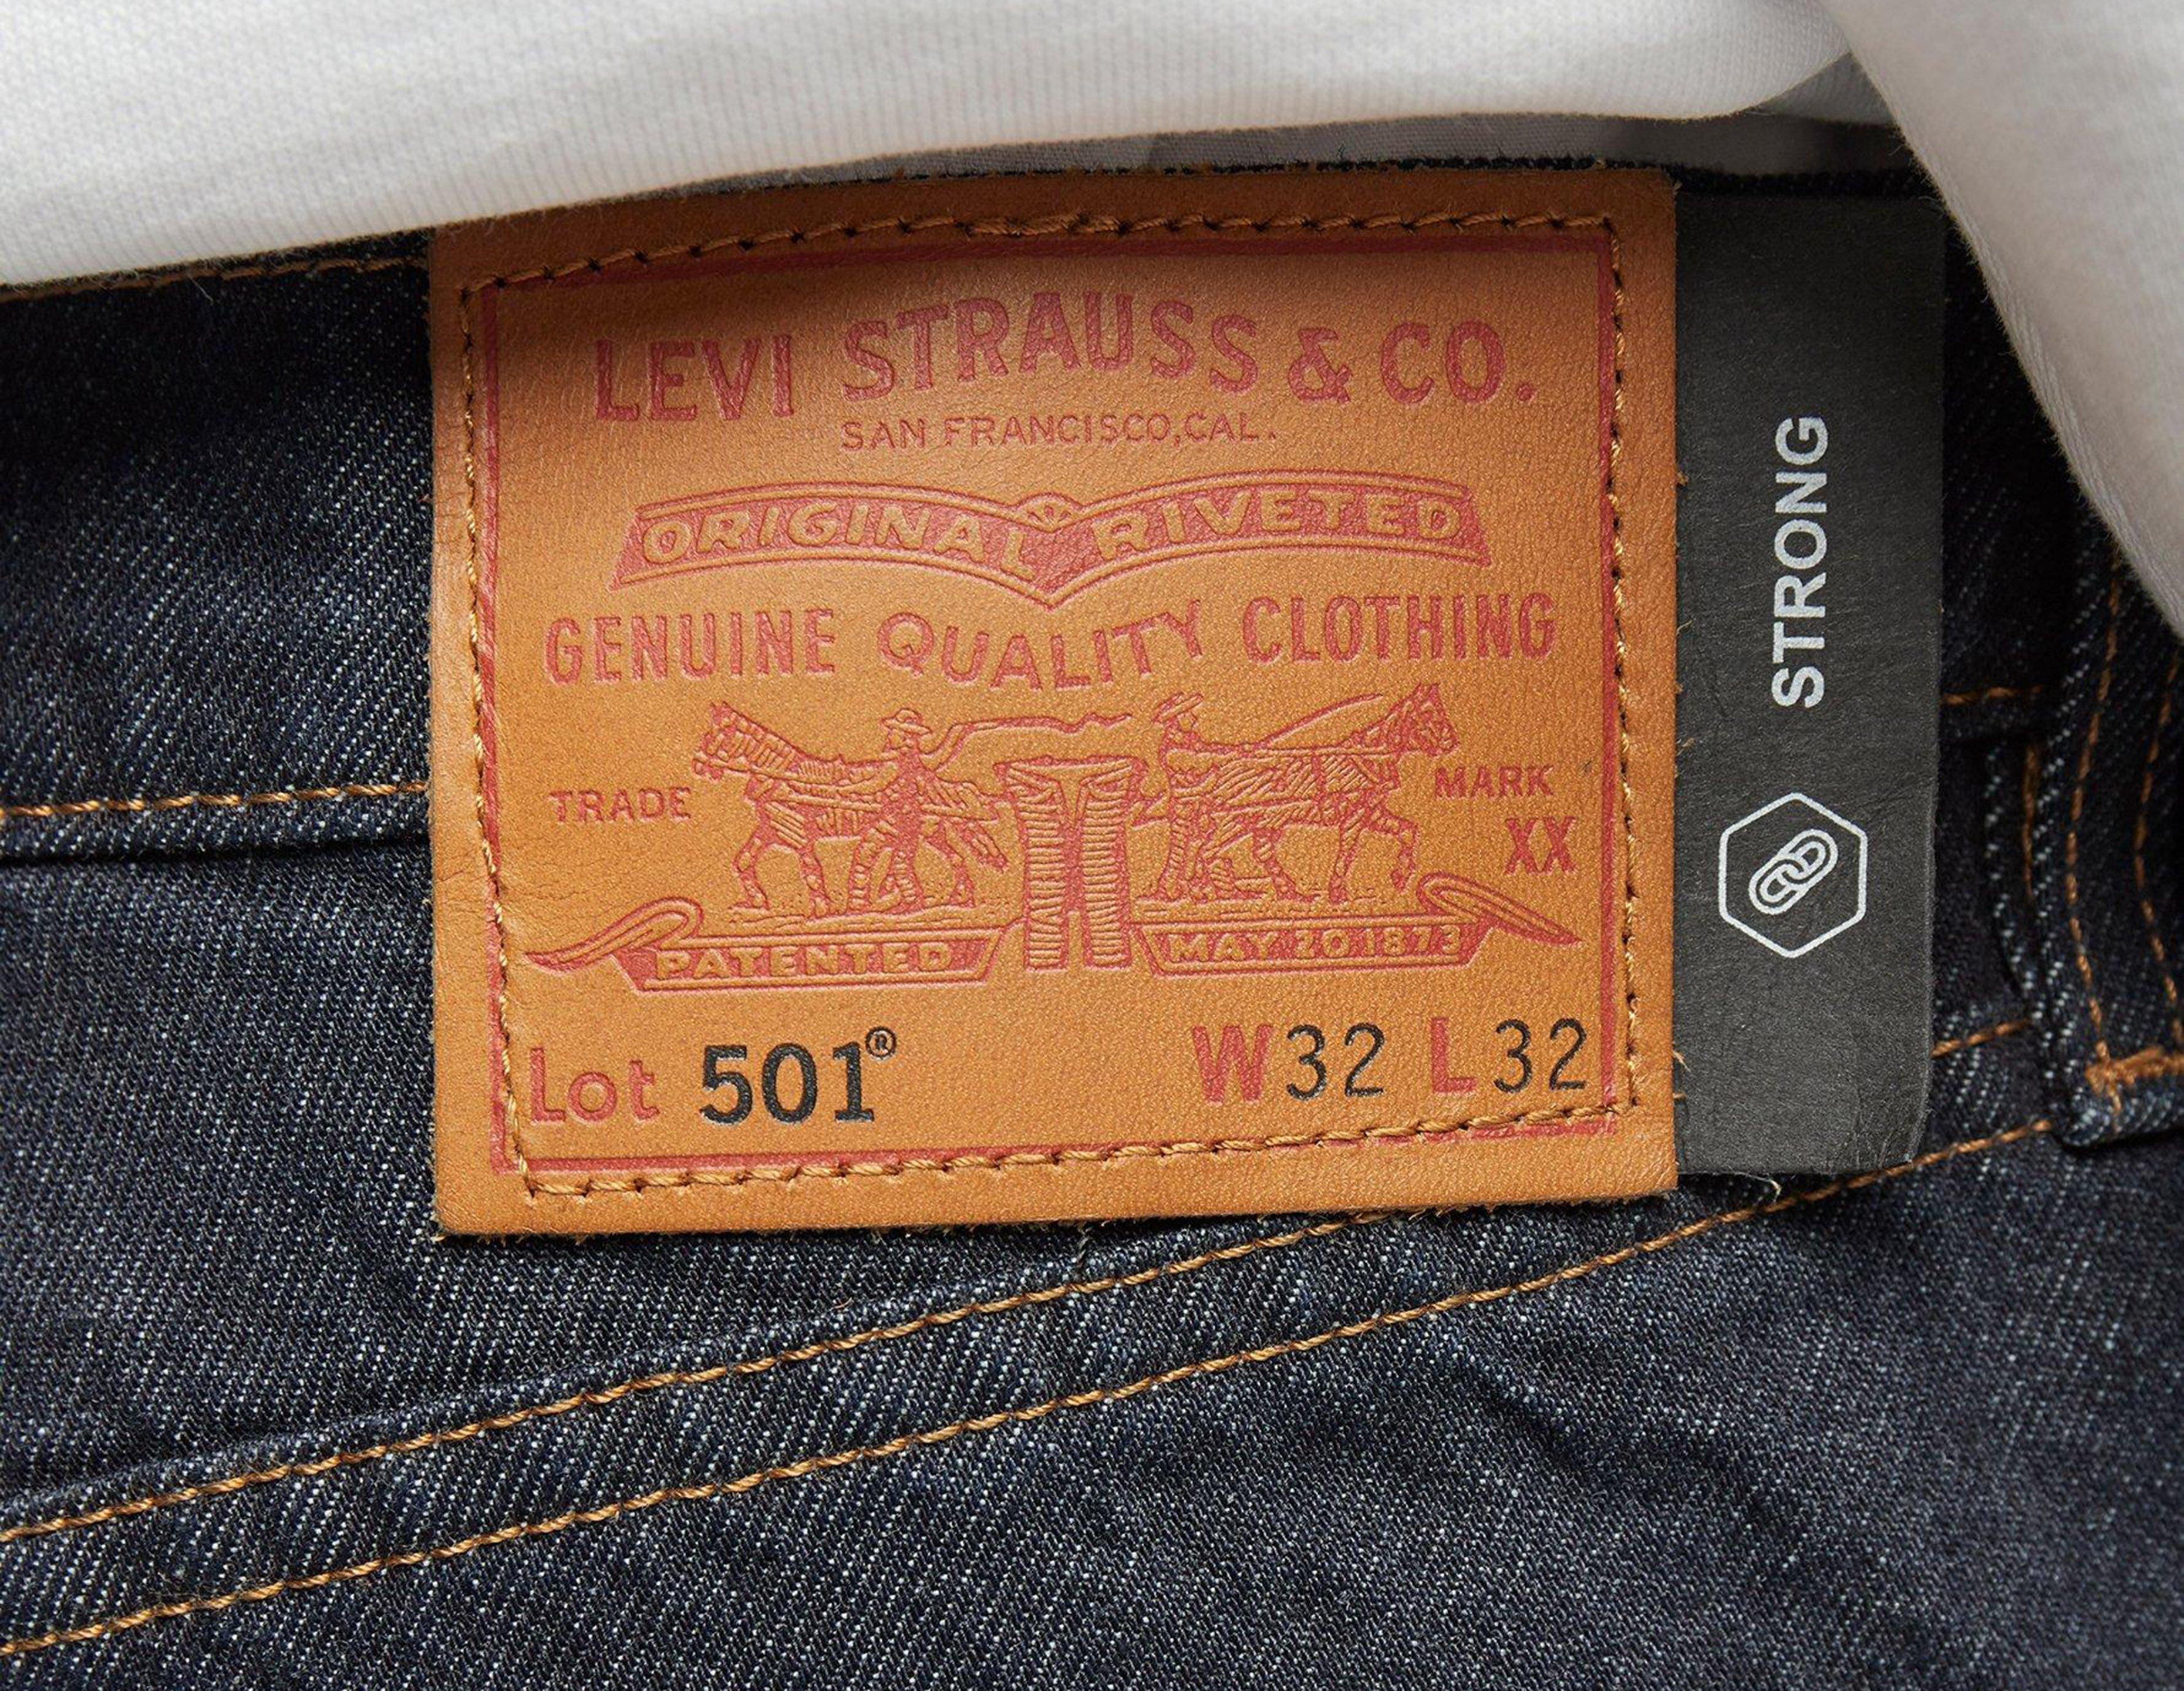 LEVI STRAUSS & CO.
SAN FRANCISCO, CAL.
ORIGINAL RIVETED
GENUINE QUALITY CLOTHING
TRADE MARK
XX
PATENTED MAY 20 1873
Lot 501® W32 L32
STRONG